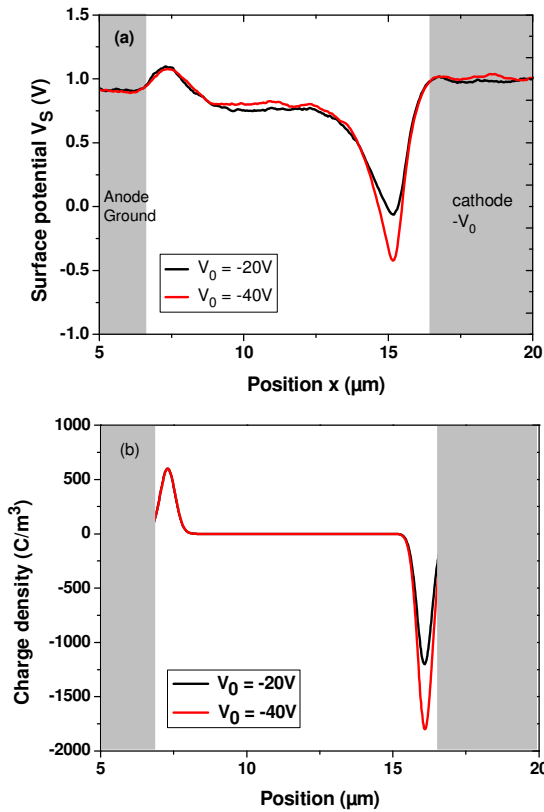 (a)
1.5
1.0
0.5
0.0
-0.5
-1.0
Surface potential V_S (V)
Anode
Ground
cathode
-V_0
V_0 = -20V
V_0 = -40V
5 10 15 20
Position x (µm)
(b)
1000
500
0
-500
-1000
-1500
-2000
Charge density (C/m³)
V_0 = -20V
V_0 = -40V
5 10 15 20
Position (µm)